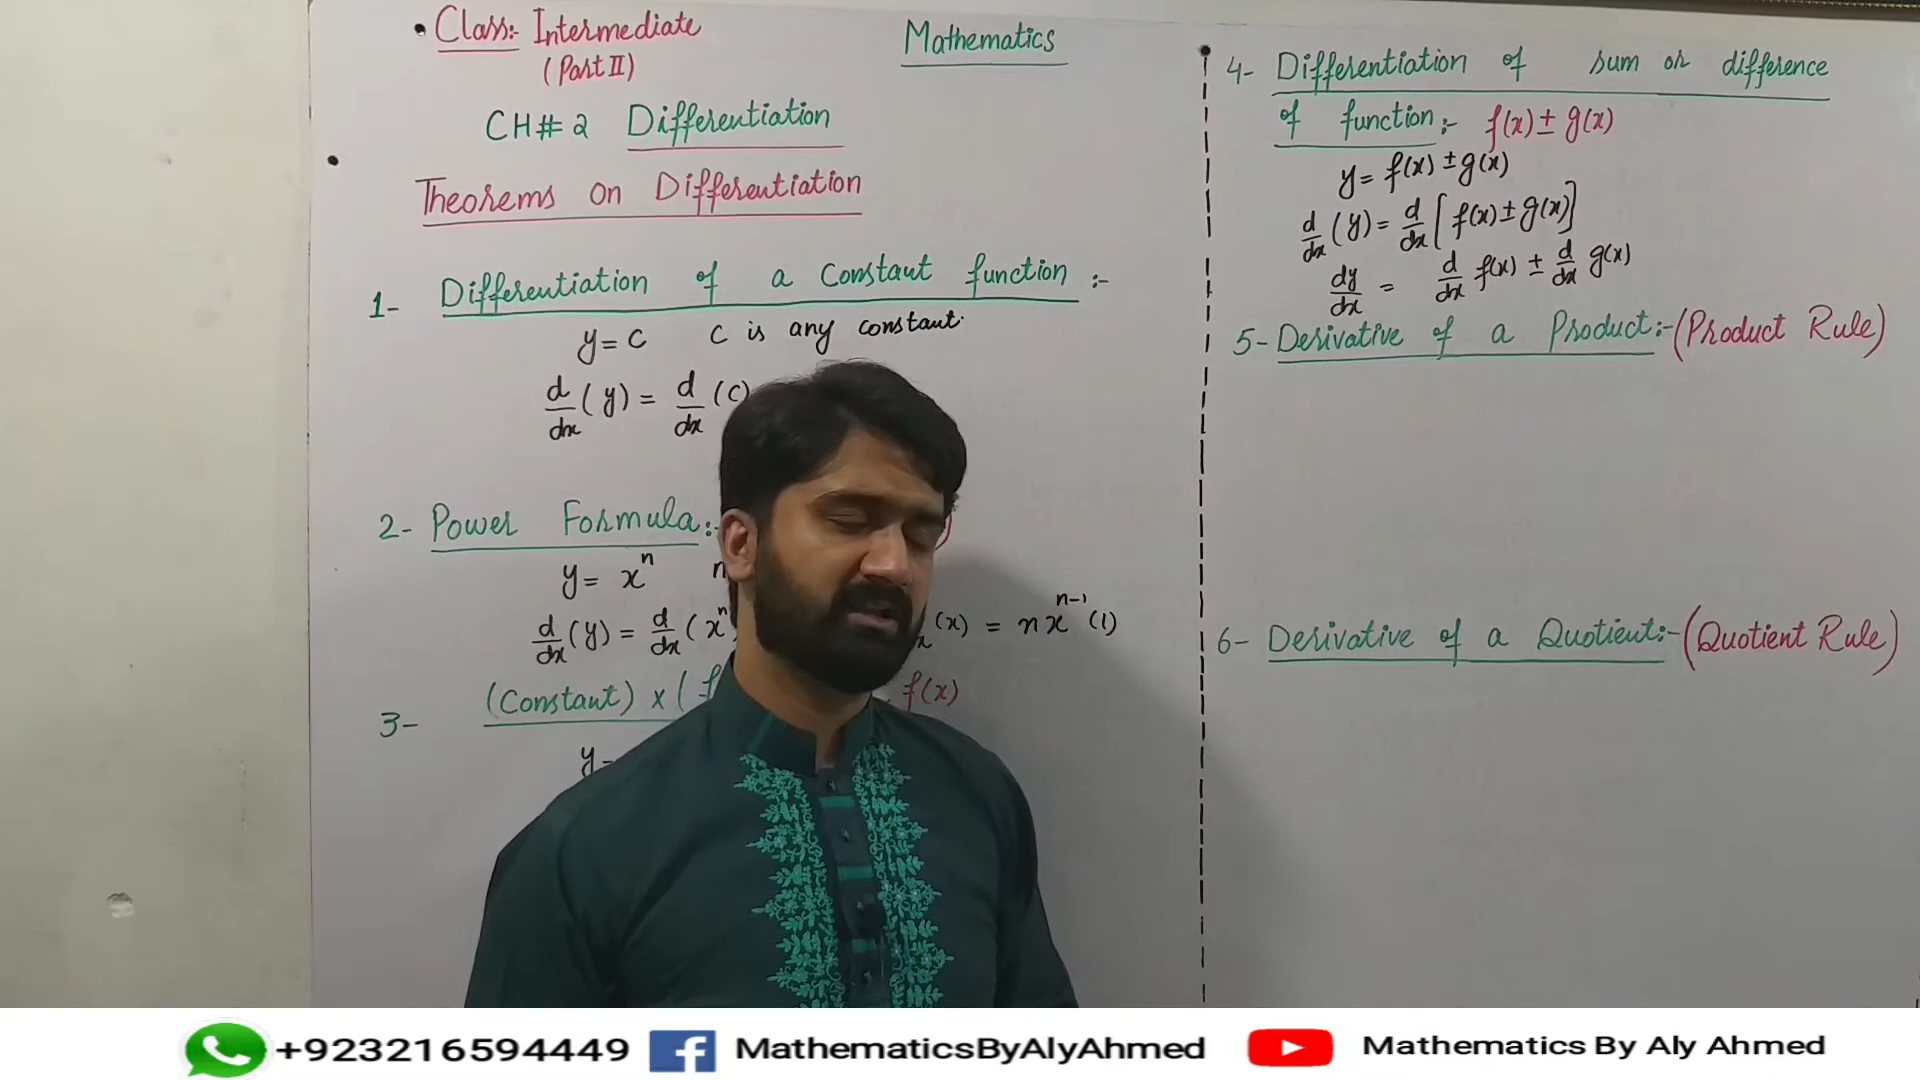 • Class:- Intermediate
(Part II)
Mathematics
CH# 2 Differentiation
Theorems on Differentiation
1- Differentiation of a Constant function :-
y = c c is any constant.
d/dx (y) = d/dx (c)
2- Power Formula:-
y = x^n n
d/dx (y) = d/dx (x^n) (x) = n x^(n-1) (1)
3- (Constant) x ( f(x)
y =
4- Differentiation of sum or difference
of function:- f(x) ± g(x)
y = f(x) ± g(x)
d/dx (y) = d/dx [ f(x) ± g(x) ]
dy/dx = d/dx f(x) ± d/dx g(x)
5- Derivative of a Product:- (Product Rule)
6- Derivative of a Quotient:- (Quotient Rule)
+923216594449 MathematicsByAlyAhmed Mathematics By Aly Ahmed